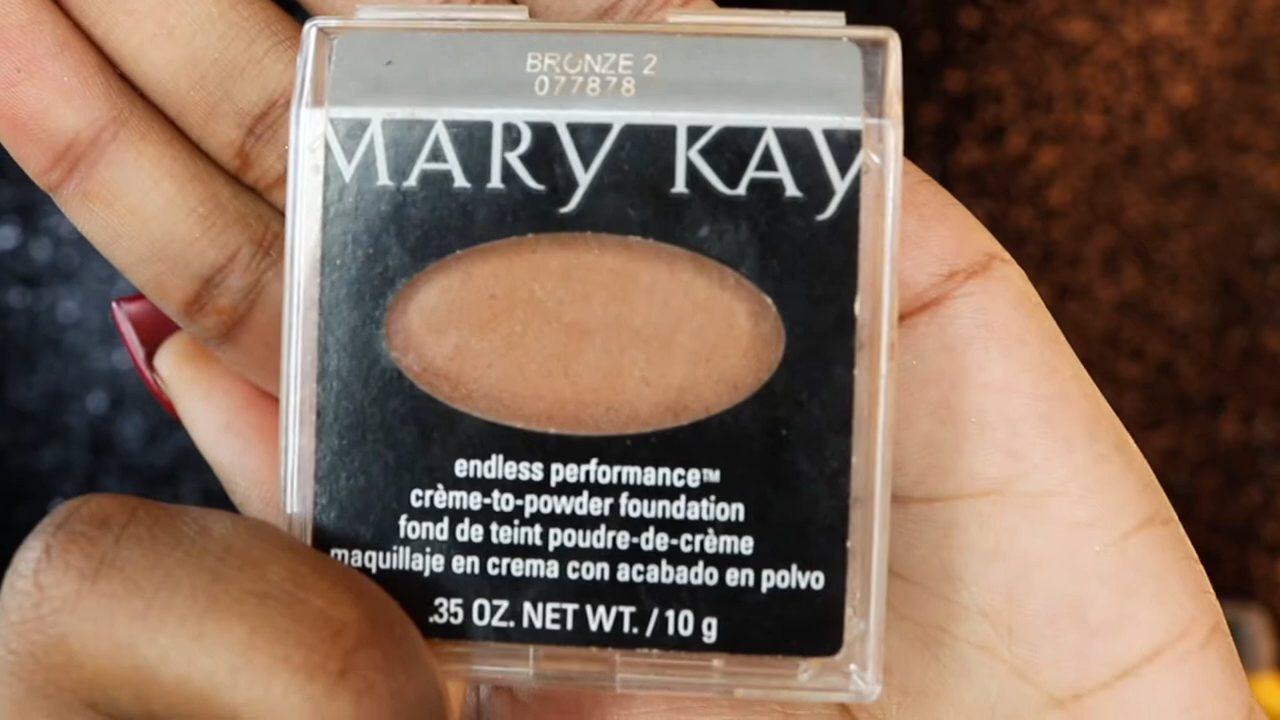 BRONZE 2
077878
MARY KAY
endless performance™
crème-to-powder foundation
fond de teint poudre-de-crème
maquillaje en crema con acabado en polvo
.35 OZ. NET WT. / 10 g